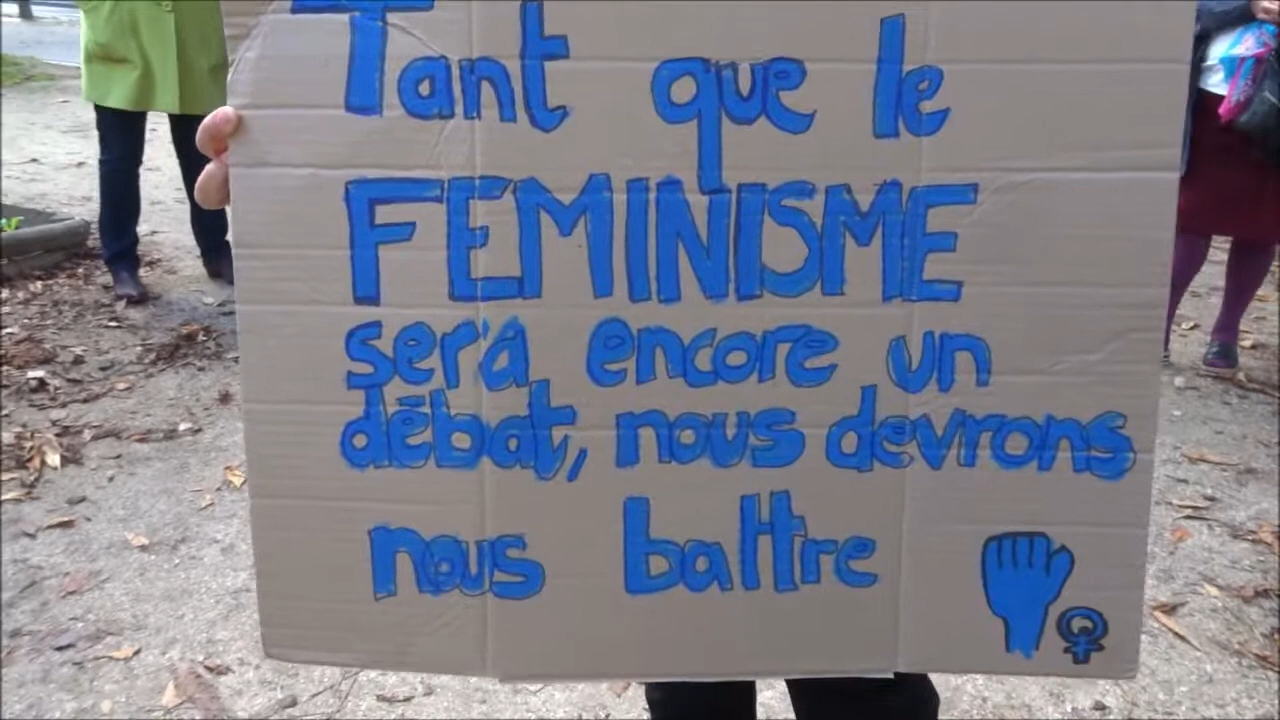 Tant que le
FEMINISME
sera encore un
débat, nous devrons
nous battre